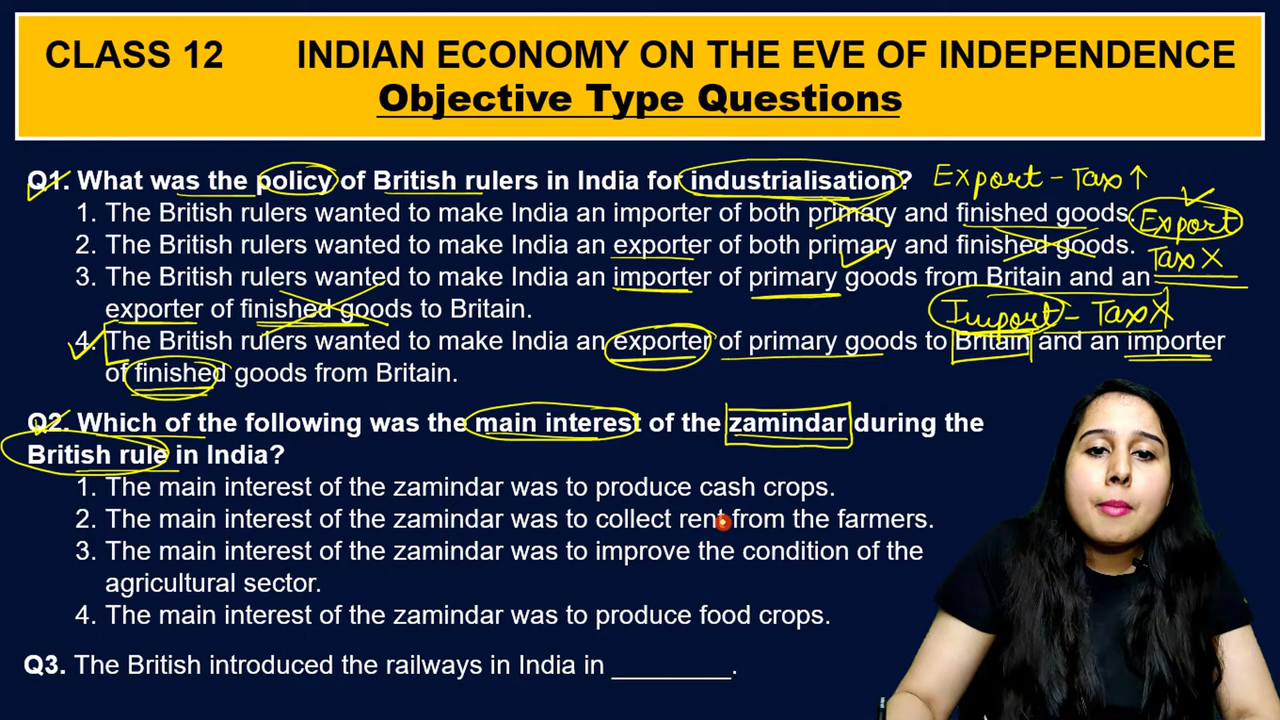 CLASS 12 INDIAN ECONOMY ON THE EVE OF INDEPENDENCE
Objective Type Questions
Q1. What was the policy of British rulers in India for industrialisation? Export - Tax ↑
1. The British rulers wanted to make India an importer of both primary and finished goods. Export
2. The British rulers wanted to make India an exporter of both primary and finished goods. Tax X
3. The British rulers wanted to make India an importer of primary goods from Britain and an
exporter of finished goods to Britain. Import - Tax X
4. The British rulers wanted to make India an exporter of primary goods to Britain and an importer
of finished goods from Britain.
Q2. Which of the following was the main interest of the zamindar during the
British rule in India?
1. The main interest of the zamindar was to produce cash crops.
2. The main interest of the zamindar was to collect rent from the farmers.
3. The main interest of the zamindar was to improve the condition of the
agricultural sector.
4. The main interest of the zamindar was to produce food crops.
Q3. The British introduced the railways in India in ________.